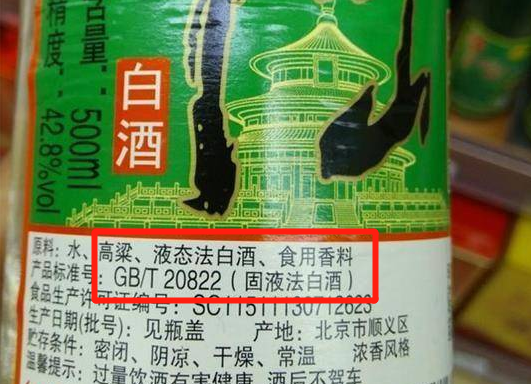 白酒
含量：500ml
酒精度：42.8%vol
原料：水、高粱、液态法白酒、食用香料
产品标准号：GB/T 20822（固液法白酒）
食品生产许可证编号：SC11511130712623
生产日期(批号)：见瓶盖 产地：北京市顺义区
贮存条件：密闭、阴凉、干燥、常温 浓香风格
温馨提示：过量饮酒有害健康 酒后不驾车